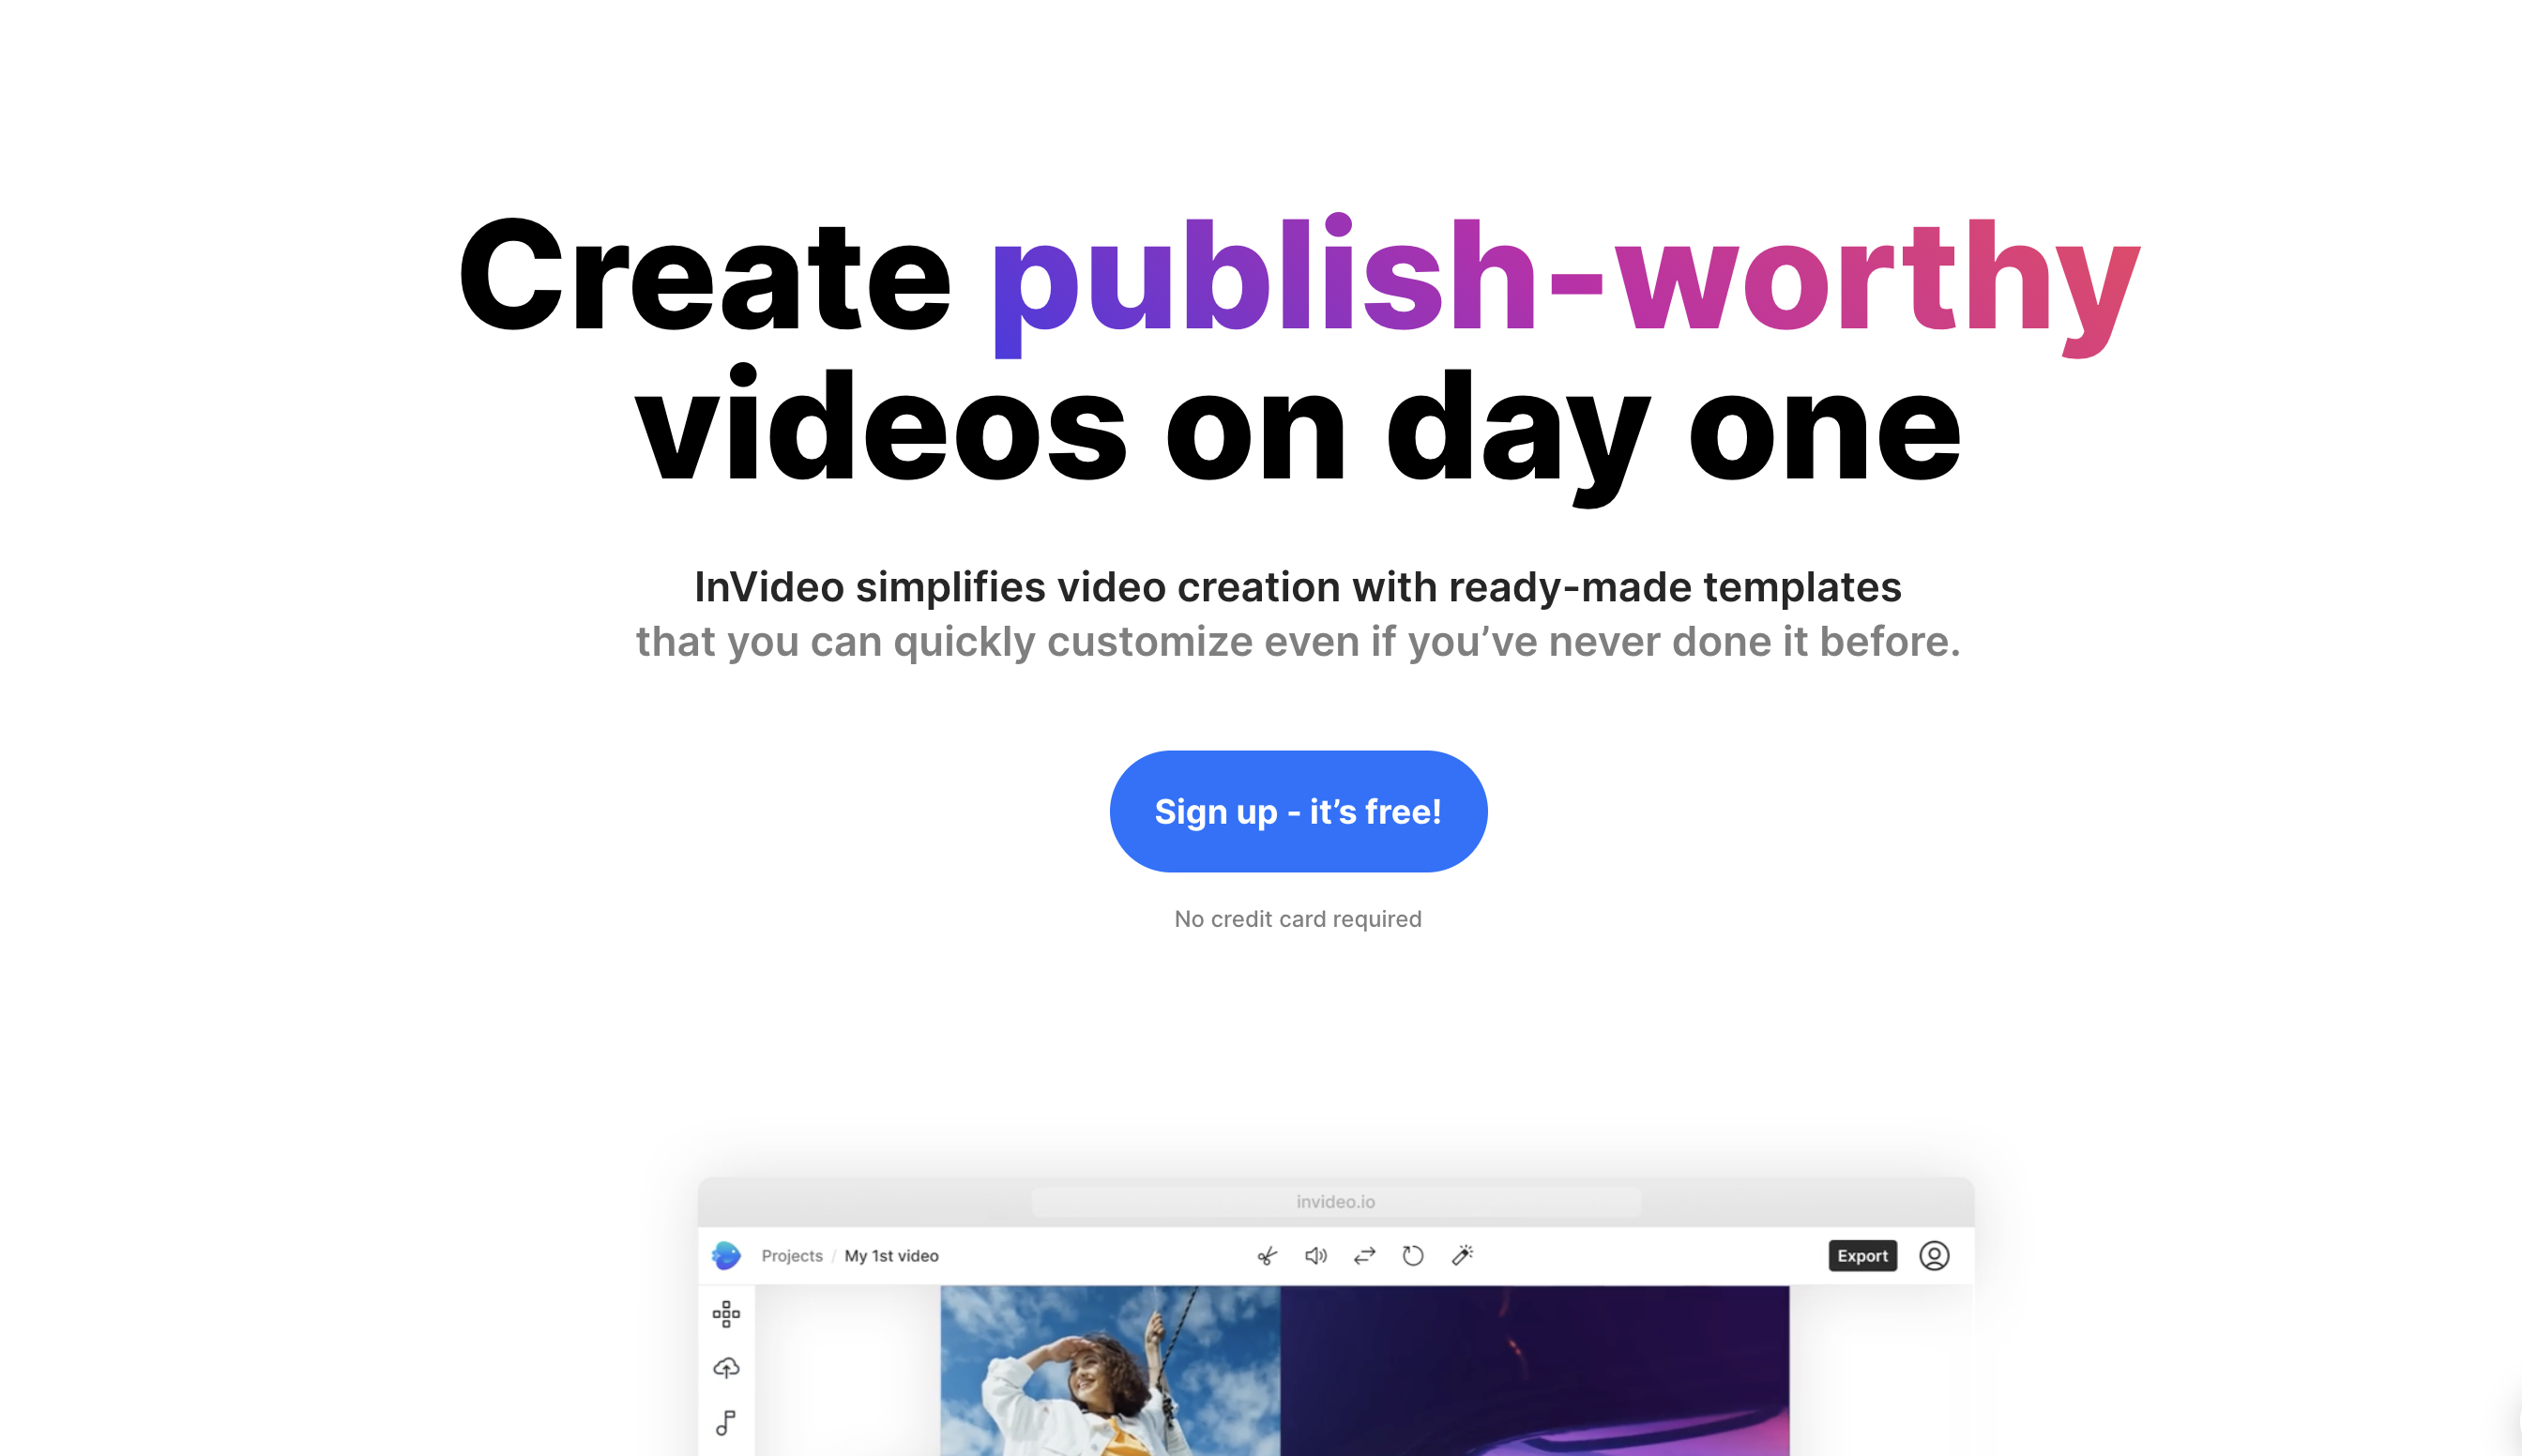 Create publish-worthy
videos on day one
InVideo simplifies video creation with ready-made templates
that you can quickly customize even if you’ve never done it before.
Sign up - it’s free!
No credit card required
invideo.io
Projects / My 1st video
Export